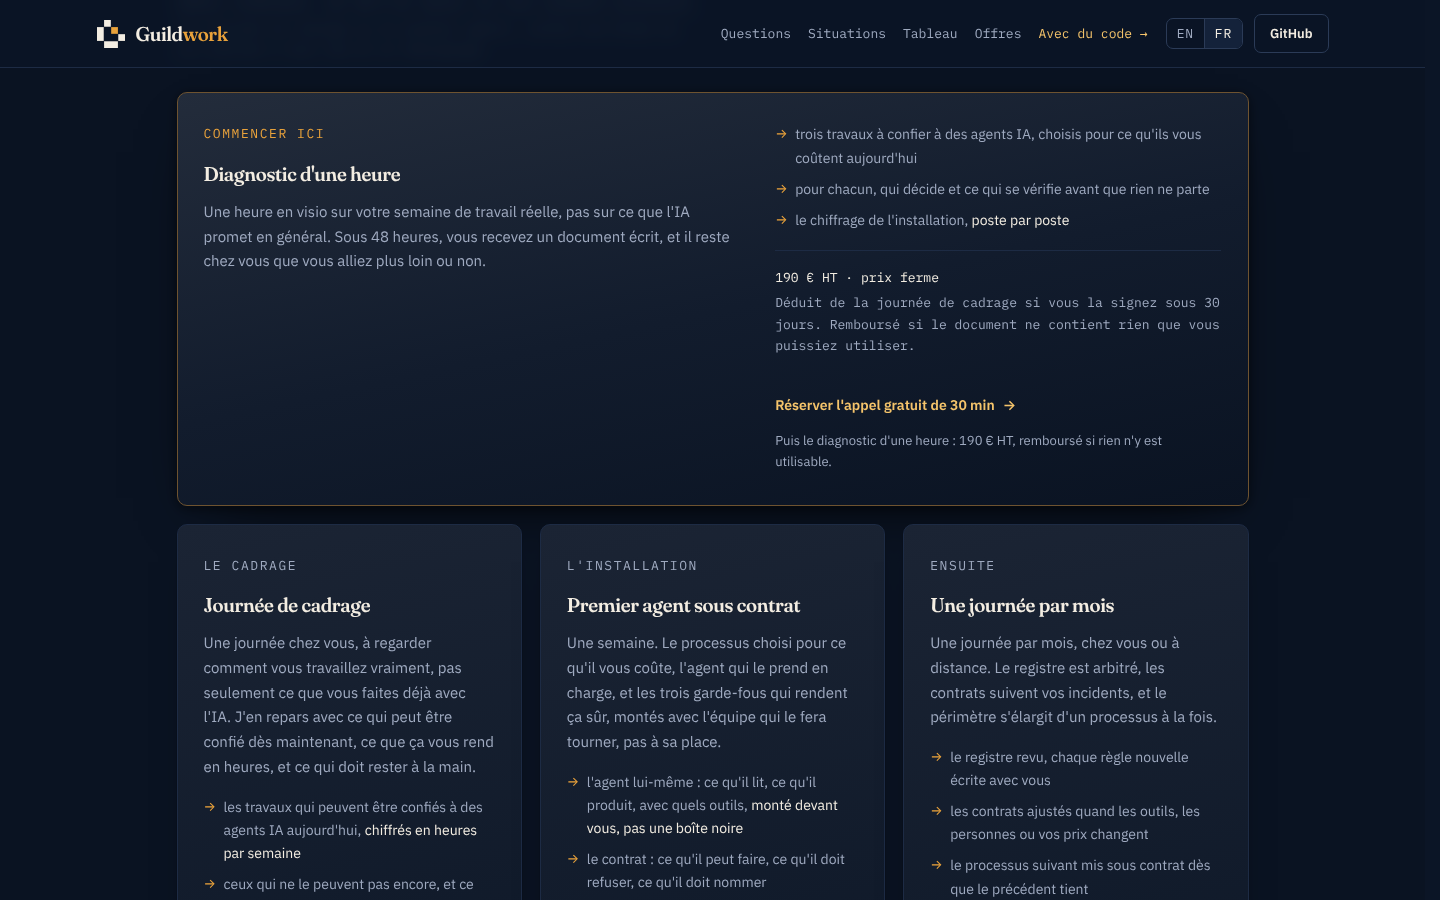 Guildwork
Questions
Situations
Tableau
Offres
Avec du code →
EN
FR
GitHub
COMMENCER ICI
Diagnostic d'une heure
Une heure en visio sur votre semaine de travail réelle, pas sur ce que l'IA
promet en général. Sous 48 heures, vous recevez un document écrit, et il reste
chez vous que vous alliez plus loin ou non.
→ trois travaux à confier à des agents IA, choisis pour ce qu'ils vous
coûtent aujourd'hui
→ pour chacun, qui décide et ce qui se vérifie avant que rien ne parte
→ le chiffrage de l'installation, poste par poste
190 € HT · prix ferme
Déduit de la journée de cadrage si vous la signez sous 30
jours. Remboursé si le document ne contient rien que vous
puissiez utiliser.
Réserver l'appel gratuit de 30 min →
Puis le diagnostic d'une heure : 190 € HT, remboursé si rien n'y est
utilisable.
LE CADRAGE
Journée de cadrage
Une journée chez vous, à regarder
comment vous travaillez vraiment, pas
seulement ce que vous faites déjà avec
l'IA. J'en repars avec ce qui peut être
confié dès maintenant, ce que ça vous rend
en heures, et ce qui doit rester à la main.
→ les travaux qui peuvent être confiés à des
agents IA aujourd'hui, chiffrés en heures
par semaine
→ ceux qui ne le peuvent pas encore, et ce
L'INSTALLATION
Premier agent sous contrat
Une semaine. Le processus choisi pour ce
qu'il vous coûte, l'agent qui le prend en
charge, et les trois garde-fous qui rendent
ça sûr, montés avec l'équipe qui le fera
tourner, pas à sa place.
→ l'agent lui-même : ce qu'il lit, ce qu'il
produit, avec quels outils, monté devant
vous, pas une boîte noire
→ le contrat : ce qu'il peut faire, ce qu'il doit
refuser, ce qu'il doit nommer
ENSUITE
Une journée par mois
Une journée par mois, chez vous ou à
distance. Le registre est arbitré, les
contrats suivent vos incidents, et le
périmètre s'élargit d'un processus à la fois.
→ le registre revu, chaque règle nouvelle
écrite avec vous
→ les contrats ajustés quand les outils, les
personnes ou vos prix changent
→ le processus suivant mis sous contrat dès
que le précédent tient